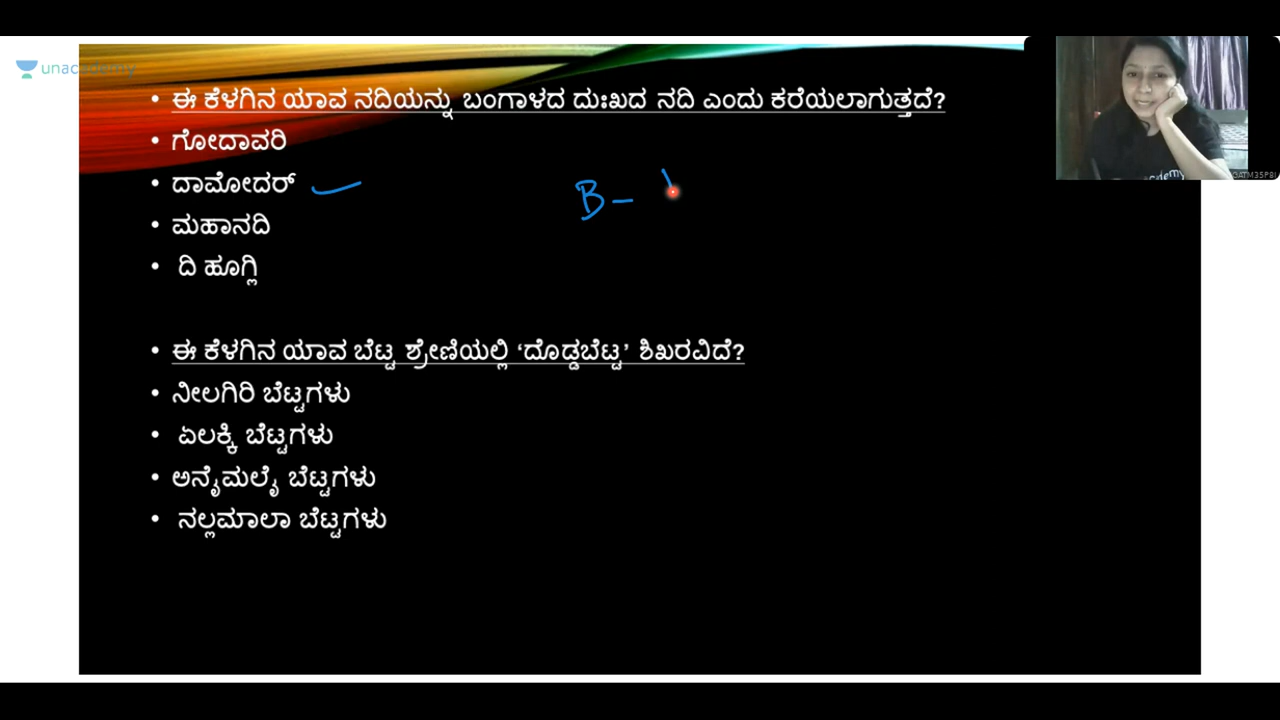 unacademy
ಈ ಕೆಳಗಿನ ಯಾವ ನದಿಯನ್ನು ಬಂಗಾಳದ ದುಃಖದ ನದಿ ಎಂದು ಕರೆಯಲಾಗುತ್ತದೆ?
ಗೋದಾವರಿ
ದಾಮೋದರ್
ಮಹಾನದಿ
ದಿ ಹೂಗ್ಲಿ
B-
ಈ ಕೆಳಗಿನ ಯಾವ ಬೆಟ್ಟ ಶ್ರೇಣಿಯಲ್ಲಿ ‘ದೊಡ್ಡಬೆಟ್ಟ’ ಶಿಖರವಿದೆ?
ನೀಲಗಿರಿ ಬೆಟ್ಟಗಳು
ಏಲಕ್ಕಿ ಬೆಟ್ಟಗಳು
ಅನೈಮಲೈ ಬೆಟ್ಟಗಳು
ನಲ್ಲಮಾಲಾ ಬೆಟ್ಟಗಳು